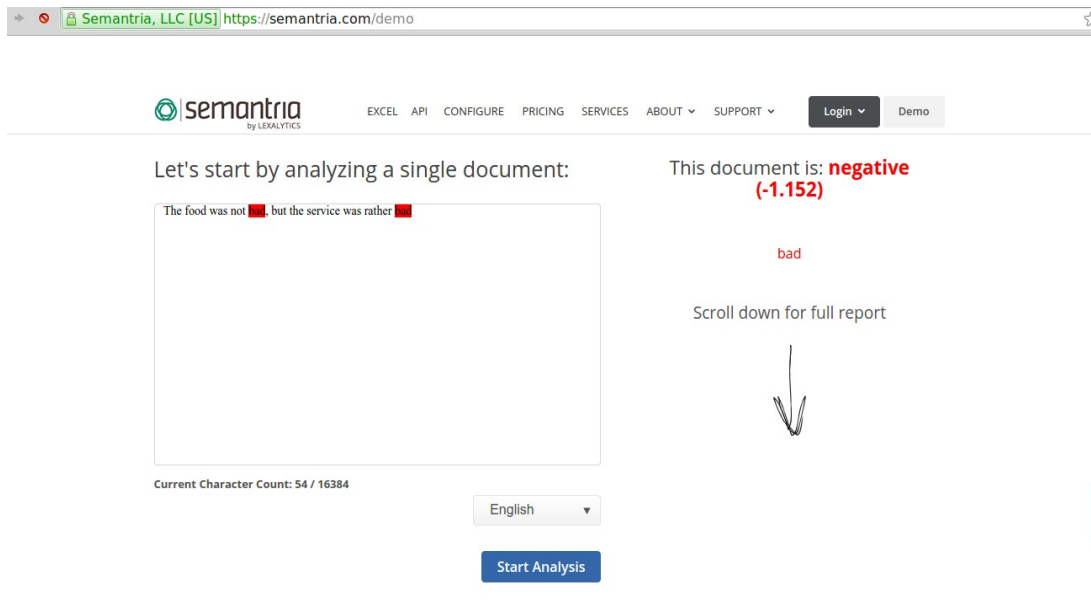 Semantria, LLC [US] https://semantria.com/demo
semantria
by LEXALYTICS
EXCEL API CONFIGURE PRICING SERVICES ABOUT SUPPORT Login Demo
Let's start by analyzing a single document:
The food was not bad, but the service was rather bad
Current Character Count: 54 / 16384
English
Start Analysis
This document is: negative
(-1.152)
bad
Scroll down for full report